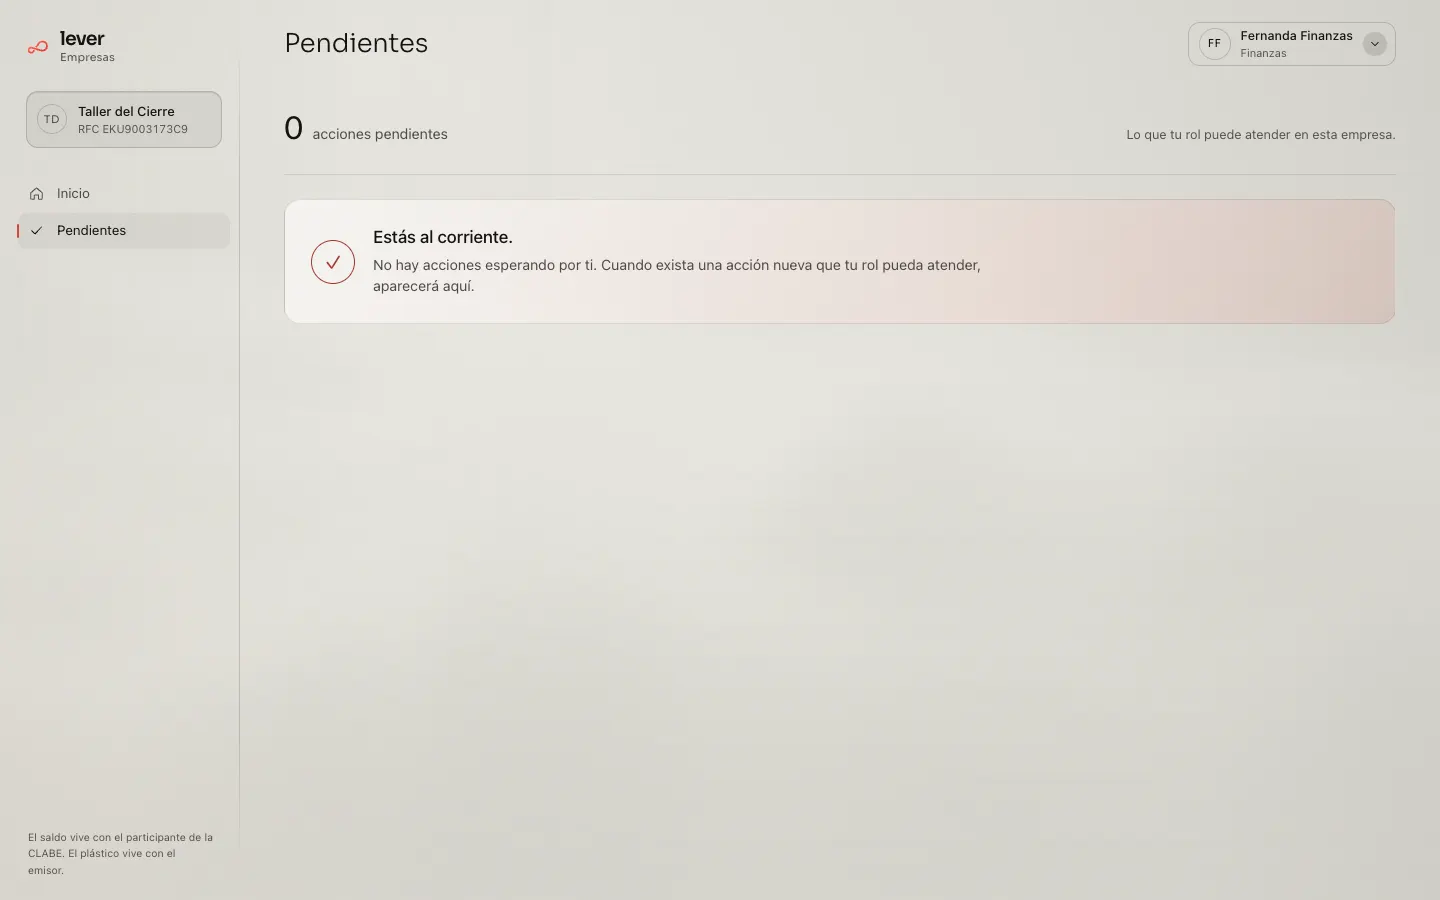 lever
Empresas
TD
Taller del Cierre
RFC EKU9003173C9
Inicio
Pendientes
El saldo vive con el participante de la
CLABE. El plástico vive con el
emisor.
Pendientes
FF
Fernanda Finanzas
Finanzas
0 acciones pendientes
Lo que tu rol puede atender en esta empresa.
Estás al corriente.
No hay acciones esperando por ti. Cuando exista una acción nueva que tu rol pueda atender,
aparecerá aquí.